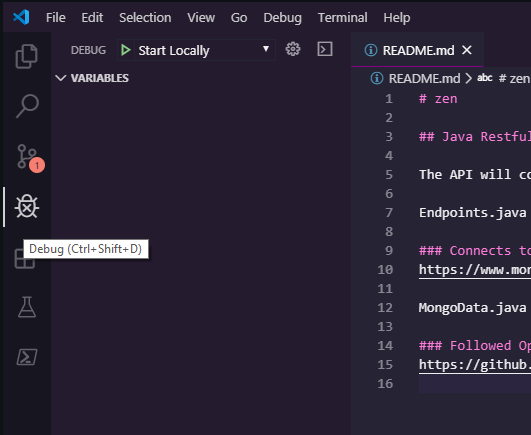 File Edit Selection View Go Debug Terminal Help
DEBUG Start Locally
README.md
VARIABLES
README.md > abc # zen
1 # zen
2
3 ## Java Restful
4
5 The API will
6
7 Endpoints.java
8
9 ### Connects to
10 https://www.mon
11
12 MongoData.java
13
14 ### Followed
15 https://github.
16
1
Debug (Ctrl+Shift+D)